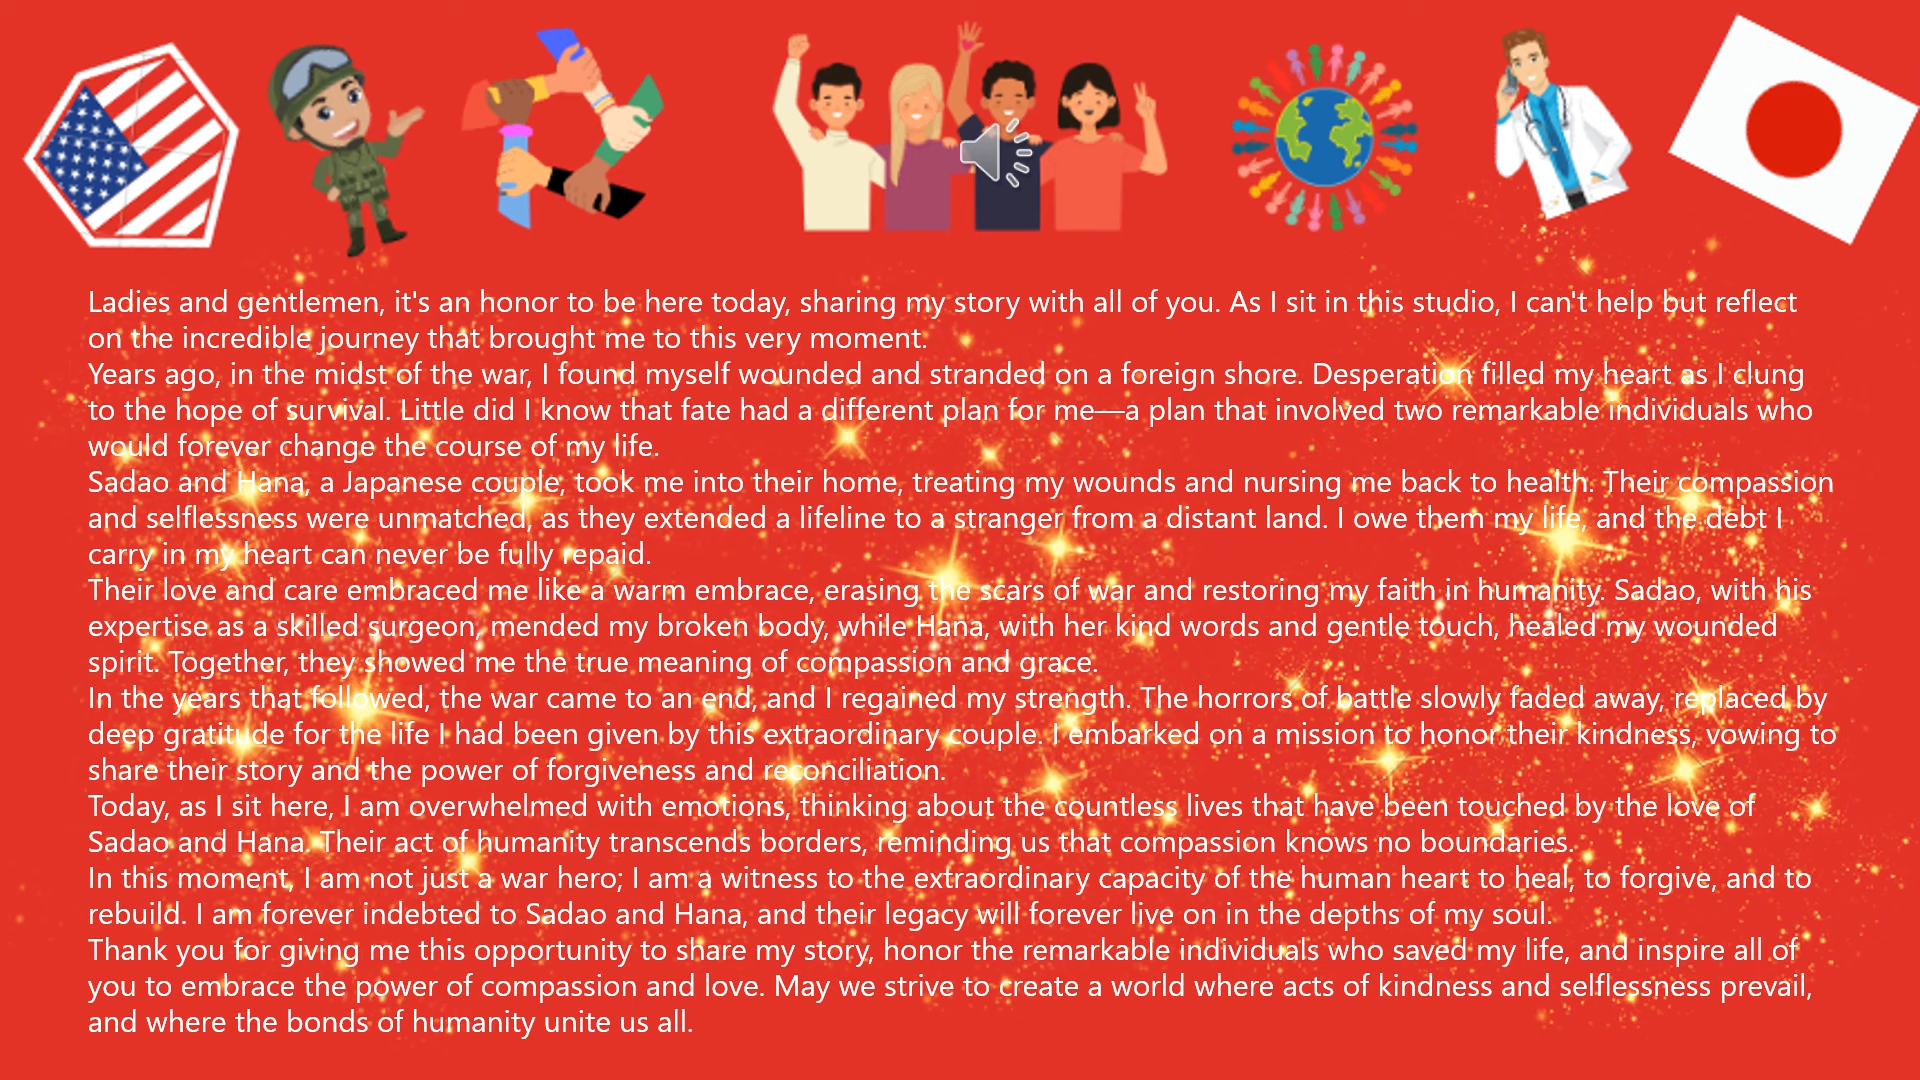 Ladies and gentlemen, it's an honor to be here today, sharing my story with all of you. As I sit in this studio, I can't help but reflect
on the incredible journey that brought me to this very moment.
Years ago, in the midst of the war, I found myself wounded and stranded on a foreign shore. Desperation filled my heart as I clung
to the hope of survival. Little did I know that fate had a different plan for me—a plan that involved two remarkable individuals who
would forever change the course of my life.
Sadao and Hana, a Japanese couple, took me into their home, treating my wounds and nursing me back to health. Their compassion
and selflessness were unmatched, as they extended a lifeline to a stranger from a distant land. I owe them my life, and the debt I
carry in my heart can never be fully repaid.
Their love and care embraced me like a warm embrace, erasing the scars of war and restoring my faith in humanity. Sadao, with his
expertise as a skilled surgeon, mended my broken body, while Hana, with her kind words and gentle touch, healed my wounded
spirit. Together, they showed me the true meaning of compassion and grace.
In the years that followed, the war came to an end, and I regained my strength. The horrors of battle slowly faded away, replaced by
deep gratitude for the life I had been given by this extraordinary couple. I embarked on a mission to honor their kindness, vowing to
share their story and the power of forgiveness and reconciliation.
Today, as I sit here, I am overwhelmed with emotions, thinking about the countless lives that have been touched by the love of
Sadao and Hana. Their act of humanity transcends borders, reminding us that compassion knows no boundaries.
In this moment, I am not just a war hero; I am a witness to the extraordinary capacity of the human heart to heal, to forgive, and to
rebuild. I am forever indebted to Sadao and Hana, and their legacy will forever live on in the depths of my soul.
Thank you for giving me this opportunity to share my story, honor the remarkable individuals who saved my life, and inspire all of
you to embrace the power of compassion and love. May we strive to create a world where acts of kindness and selflessness prevail,
and where the bonds of humanity unite us all.